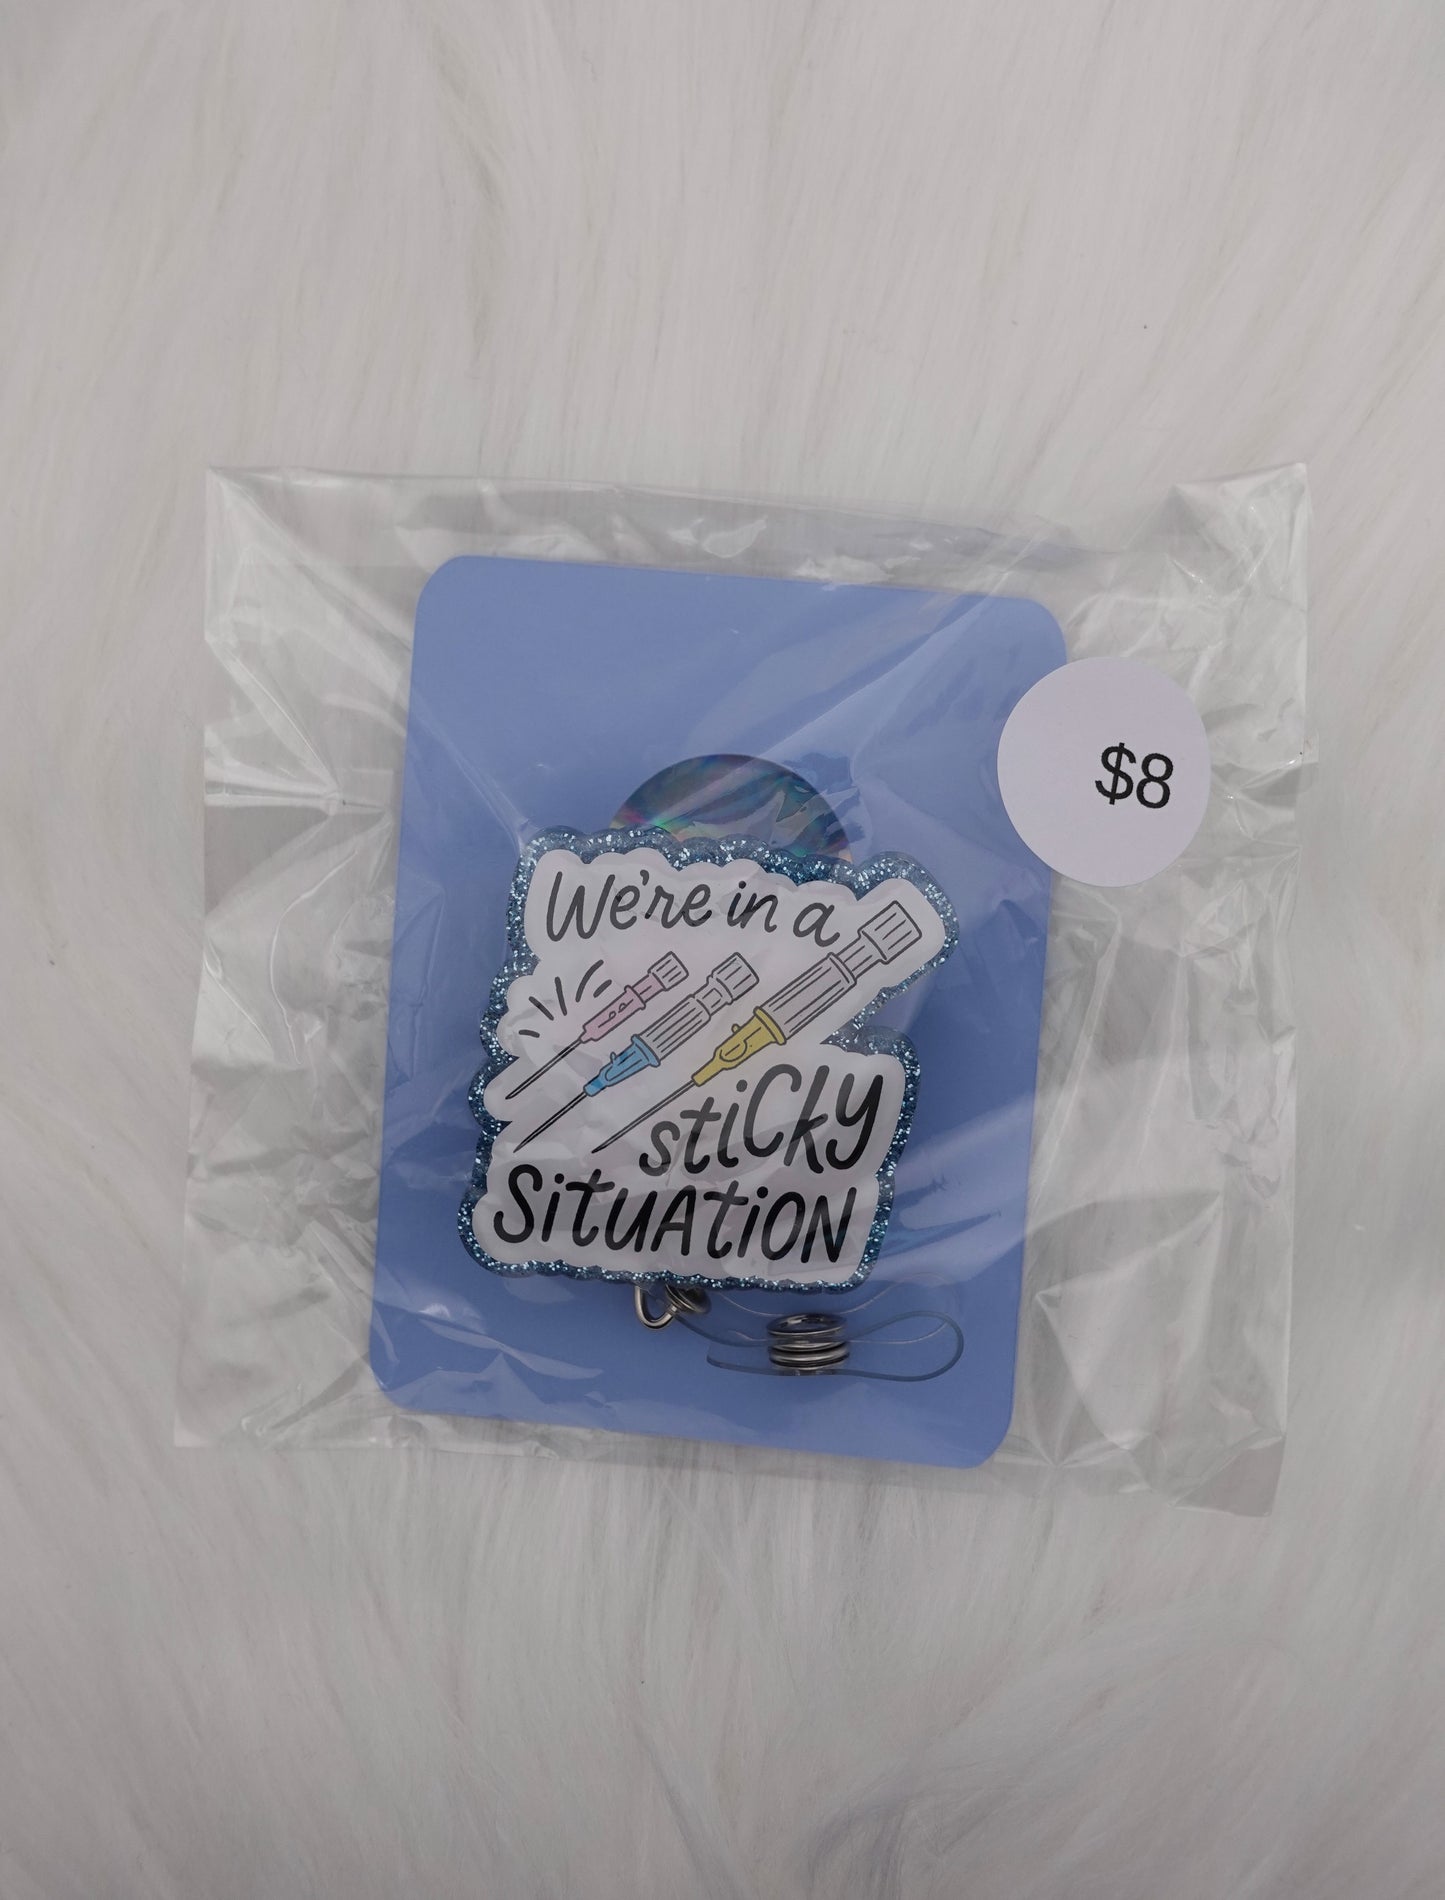 $8
We're in a
sticky
Situation